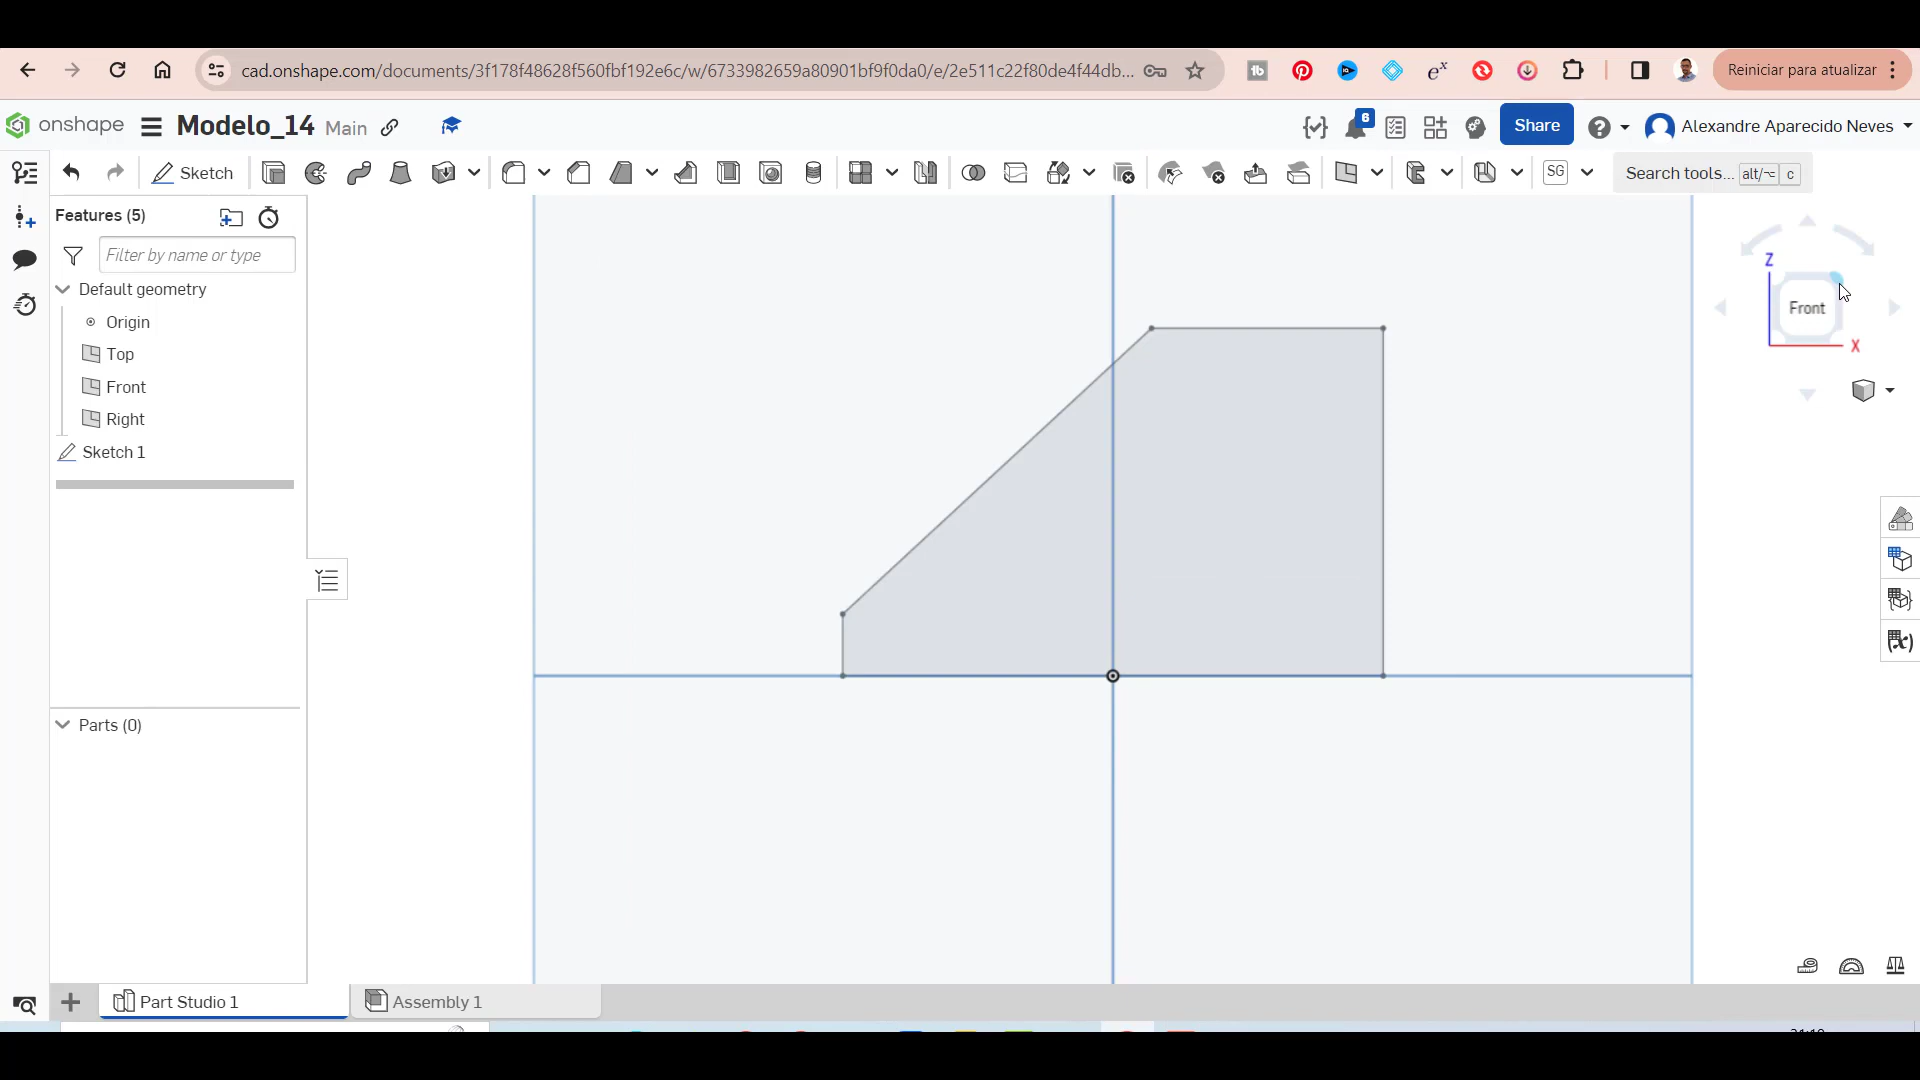 cad.onshape.com/documents/3f178f48628f560fbf192e6c/w/6733982659a80901bf9f0da0/e/2e511c22f80de4f44db...
Reiniciar para atualizar
onshape
Modelo_14 Main
6
Share
Alexandre Aparecido Neves
Sketch
SG
Search tools... alt/⌥ c
Features (5)
Filter by name or type
Default geometry
Origin
Top
Front
Right
Sketch 1
Z
Front
X
Parts (0)
Part Studio 1
Assembly 1